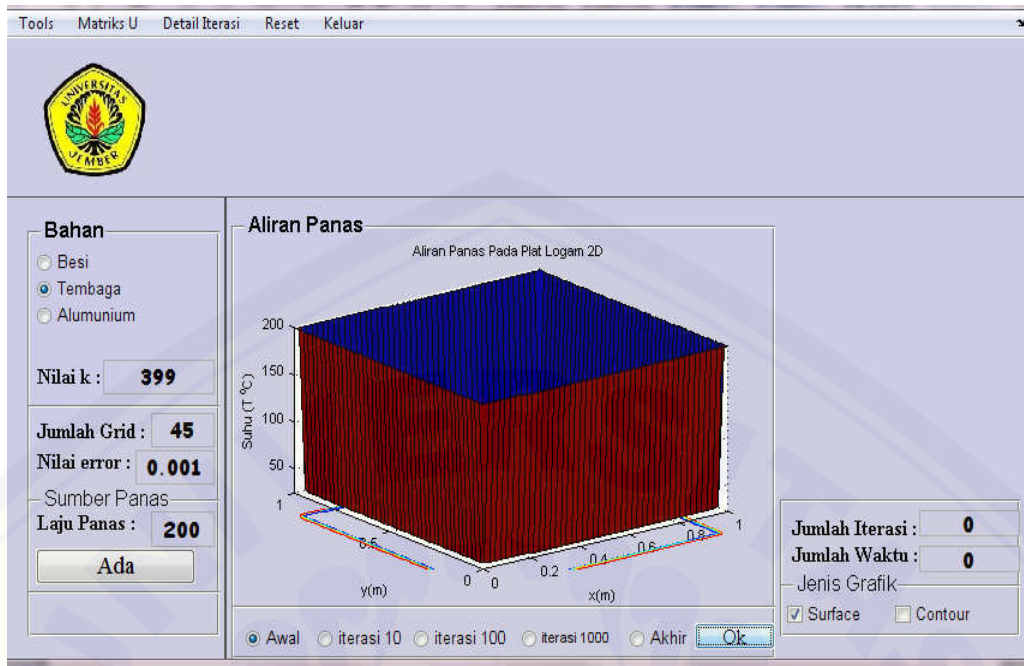 Tools Matriks U Detail Iterasi Reset Keluar
UNIVERSITAS
JEMBER
Bahan
Besi
Tembaga
Alumunium
Nilai k : 399
Jumlah Grid : 45
Nilai error : 0.001
Sumber Panas
Laju Panas : 200
Ada
Aliran Panas
Aliran Panas Pada Plat Logam 2D
Suhu (T °C)
200
150
100
50
1
0.5
0
y(m)
0
0.2
0.4
0.6
0.8
1
x(m)
Awal iterasi 10 iterasi 100 iterasi 1000 Akhir Ok
Jumlah Iterasi : 0
Jumlah Waktu : 0
Jenis Grafik
Surface Contour